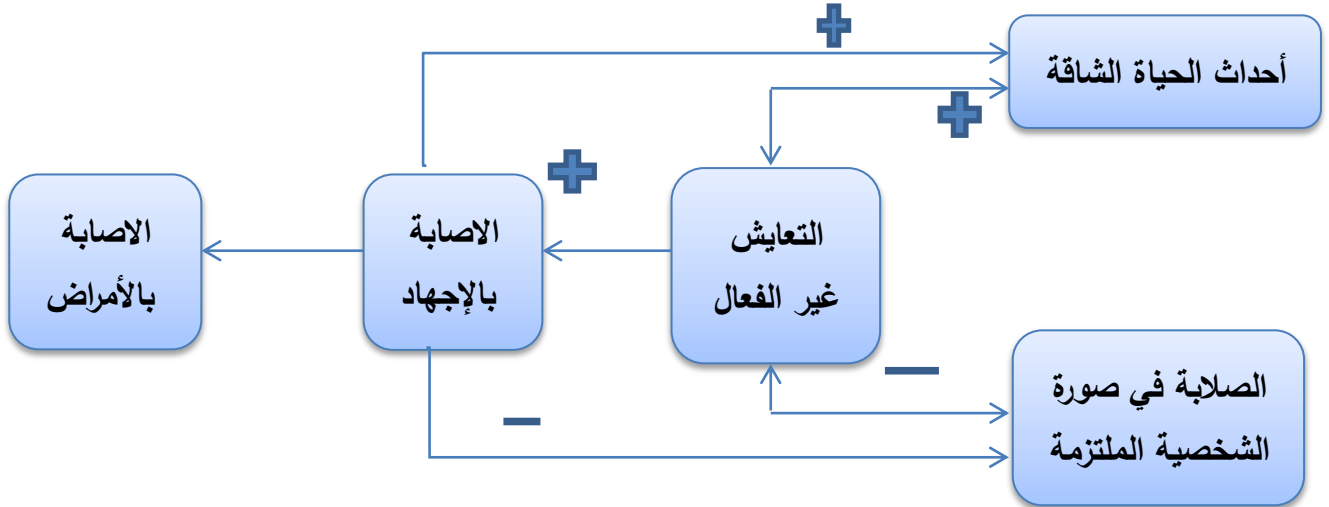 أحداث الحياة الشاقة
التعايش
غير الفعال
الاصابة
بالإجهاد
الاصابة
بالأمراض
الصلابة في صورة
الشخصية الملتزمة